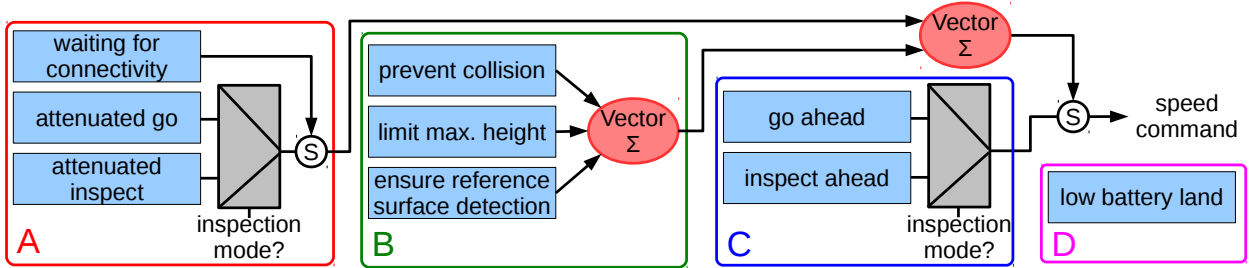 waiting for
connectivity
attenuated go
attenuated
inspect
S
inspection
mode?
A
prevent collision
limit max. height
ensure reference
surface detection
Vector
Σ
B
Vector
Σ
go ahead
inspect ahead
inspection
mode?
C
S
speed
command
low battery land
D